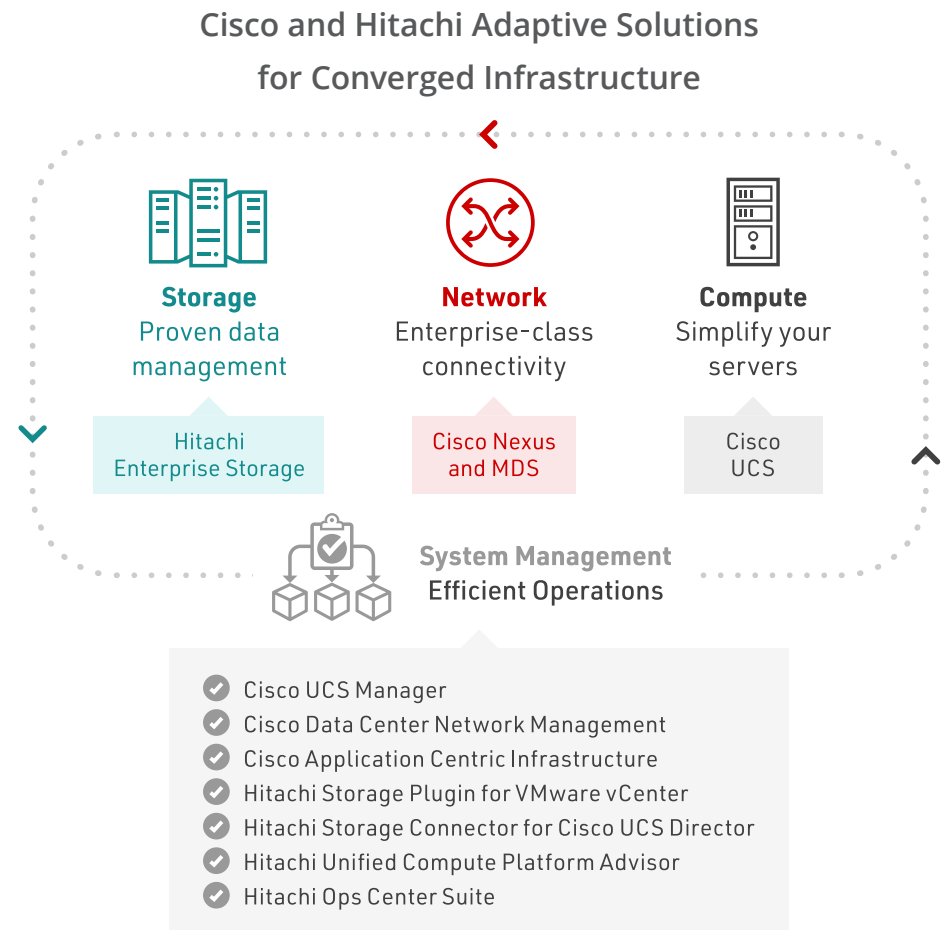 Cisco and Hitachi Adaptive Solutions
for Converged Infrastructure
Storage
Proven data
management
Hitachi
Enterprise Storage
Network
Enterprise-class
connectivity
Cisco Nexus
and MDS
Compute
Simplify your
servers
Cisco
UCS
System Management
Efficient Operations
Cisco UCS Manager
Cisco Data Center Network Management
Cisco Application Centric Infrastructure
Hitachi Storage Plugin for VMware vCenter
Hitachi Storage Connector for Cisco UCS Director
Hitachi Unified Compute Platform Advisor
Hitachi Ops Center Suite